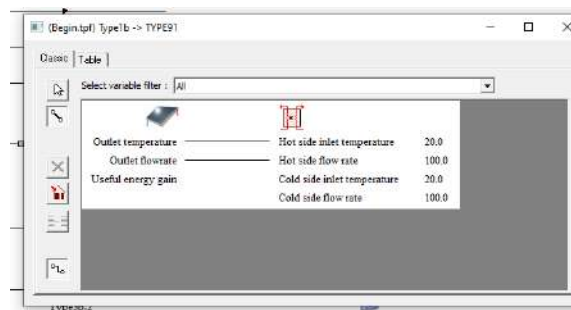 (Begin.tpf) Type1b -> TYPE91
Classic Table
Select variable filter : All
Outlet temperature Hot side inlet temperature 20.0
Outlet flowrate Hot side flow rate 100.0
Useful energy gain Cold side inlet temperature 20.0
Cold side flow rate 100.0